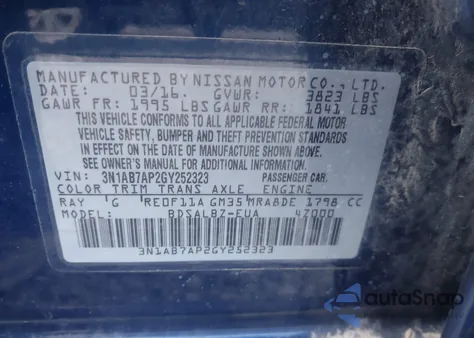 MANUFACTURED BY NISSAN MOTOR CO., LTD.
DATE: 03/16. GVWR: 3823 LBS
GAWR FR: 1995 LBS GAWR RR: 1841 LBS
THIS VEHICLE CONFORMS TO ALL APPLICABLE FEDERAL MOTOR
VEHICLE SAFETY, BUMPER AND THEFT PREVENTION STANDARDS
IN EFFECT ON THE DATE OF MANUFACTURE SHOWN ABOVE.
SEE OWNER'S MANUAL FOR ADDITIONAL INFORMATION.
VIN: 3N1AB7AP2GY252323 PASSENGER CAR.
COLOR TRIM TRANS AXLE ENGINE
RAY G RE0F11A GM35 MRA8DE 1798 CC
BDSALBZ-EUA 4Z000
3N1AB7AP2GY252323
autoSnap